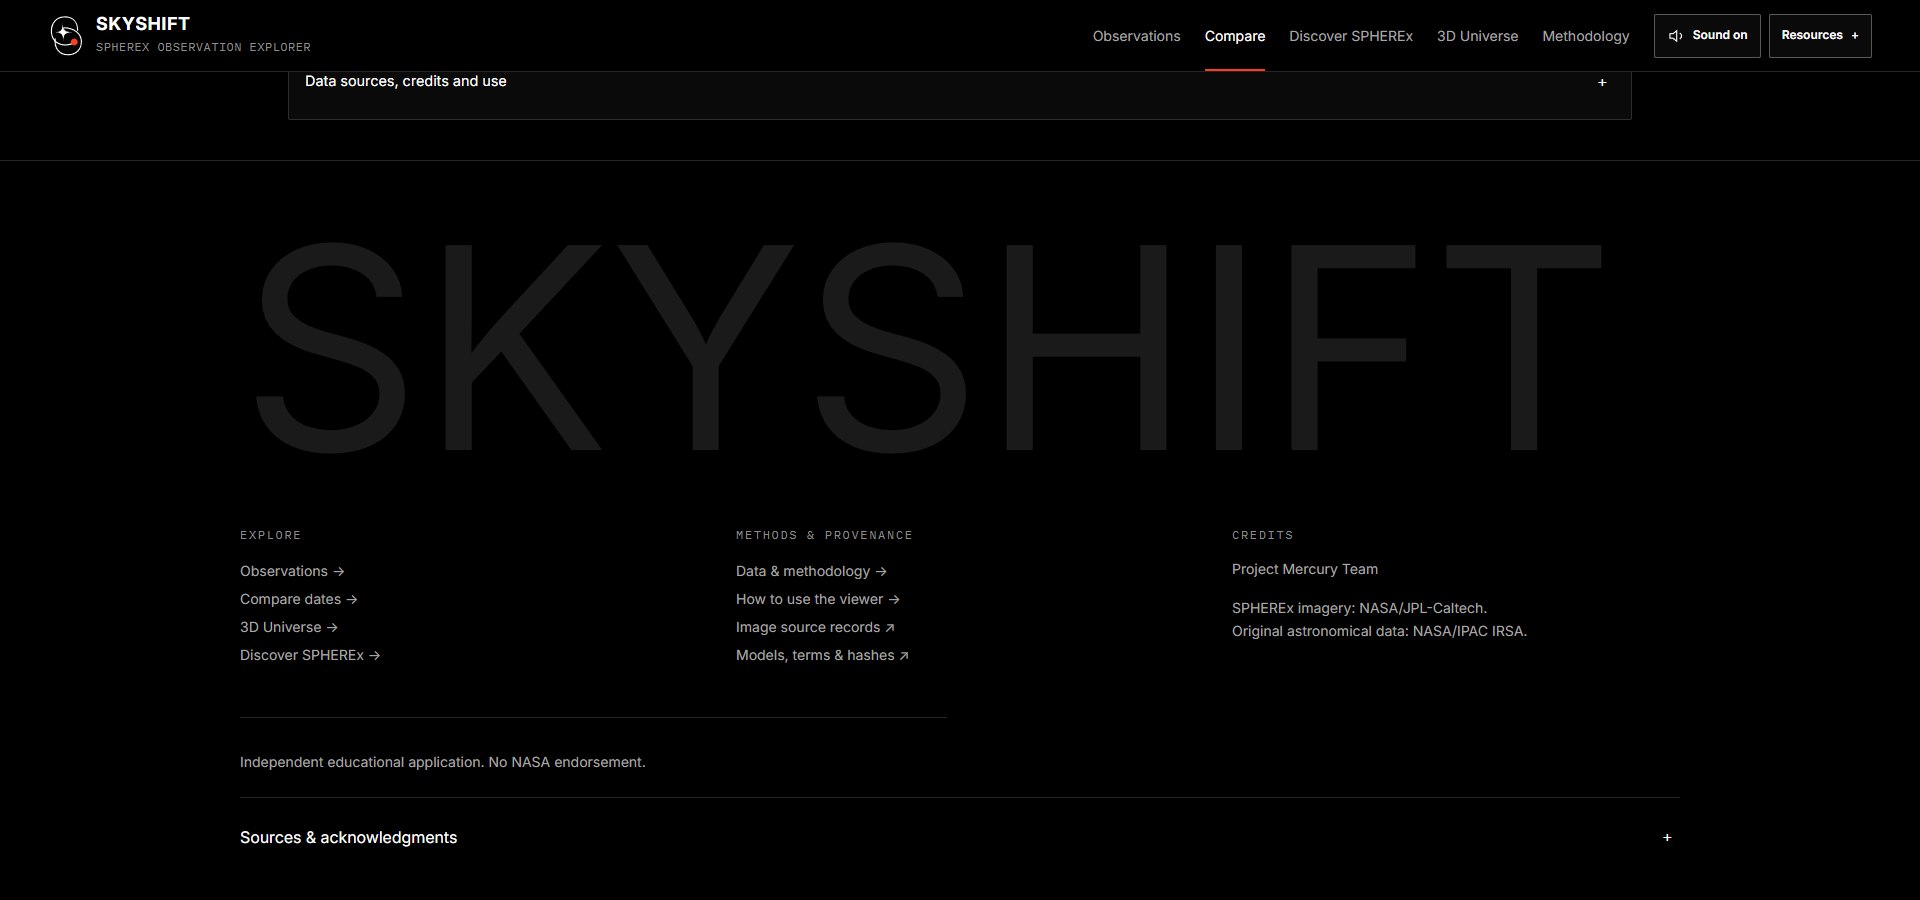 SKYSHIFT
SPHEREX OBSERVATION EXPLORER
Observations
Compare
Discover SPHEREx
3D Universe
Methodology
Sound on
Resources +
Data sources, credits and use +
SKYSHIFT
EXPLORE
Observations →
Compare dates →
3D Universe →
Discover SPHEREx →
METHODS & PROVENANCE
Data & methodology →
How to use the viewer →
Image source records ↗
Models, terms & hashes ↗
CREDITS
Project Mercury Team
SPHEREx imagery: NASA/JPL-Caltech.
Original astronomical data: NASA/IPAC IRSA.
Independent educational application. No NASA endorsement.
Sources & acknowledgments +